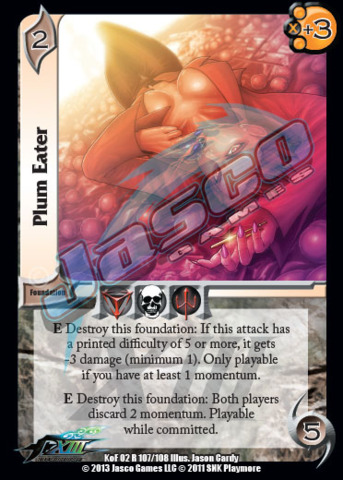 2
x +3
Plum Eater
Jasco
GAMES
Foundation
E Destroy this foundation: If this attack has
a printed difficulty of 5 or more, it gets
-3 damage (minimum 1). Only playable
if you have at least 1 momentum.
E Destroy this foundation: Both players
discard 2 momentum. Playable
while committed.
5
XIII
KoF 02 R 107/108 Illus. Jason Gardy
© 2013 Jasco Games LLC © 2011 SNK Playmore